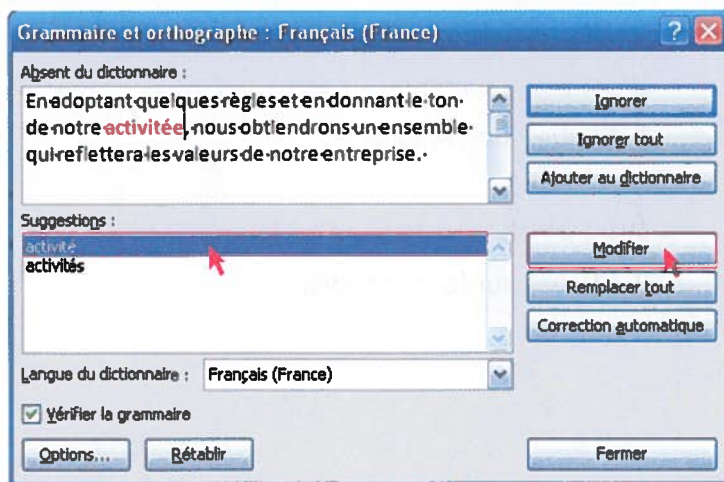 Grammaire et orthographe : Français (France)
Absent du dictionnaire :
En·adoptant·quelques·règles·et·en·donnant·le·ton·
de·notre·activitée,·nous·obtiendrons·un·ensemble·
qui·reflettera·les·valeurs·de·notre·entreprise.·
Ignorer
Ignorer tout
Ajouter au dictionnaire
Suggestions :
activité
activités
Modifier
Remplacer tout
Correction automatique
Langue du dictionnaire : Français (France)
Vérifier la grammaire
Options... Rétablir Fermer